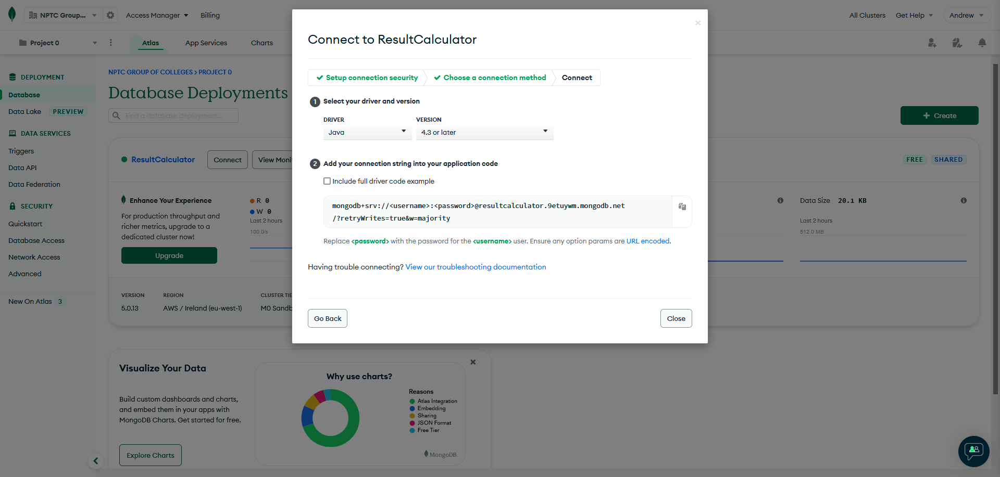 NPTC Group...
Access Manager
Billing
All Clusters
Get Help
Andrew
Project 0
Atlas
App Services
Charts
DEPLOYMENT
Database
Data Lake
PREVIEW
DATA SERVICES
Triggers
Data API
Data Federation
SECURITY
Quickstart
Database Access
Network Access
Advanced
New On Atlas 3
NPTC GROUP OF COLLEGES > PROJECT 0
Database Deployments
Find a database deployment...
+ Create
ResultCalculator
Connect
View Moni
FREE
SHARED
Enhance Your Experience
For production throughput and
richer metrics, upgrade to a
dedicated cluster now!
Upgrade
R 0
W 0
Last 2 hours
100.0/s
Data Size 20.1 KB
Last 2 hours
512.0 MB
VERSION
5.0.13
REGION
AWS / Ireland (eu-west-1)
CLUSTER TIE
M0 Sandb
Connect to ResultCalculator
Setup connection security
Choose a connection method
Connect
1 Select your driver and version
DRIVER
Java
VERSION
4.3 or later
2 Add your connection string into your application code
Include full driver code example
mongodb+srv://<username>:<password>@resultcalculator.9etuywm.mongodb.net
/?retryWrites=true&w=majority
Replace <password> with the password for the <username> user. Ensure any option params are URL encoded.
Having trouble connecting? View our troubleshooting documentation
Go Back
Close
Visualize Your Data
Build custom dashboards and charts,
and embed them in your apps with
MongoDB Charts. Get started for free.
Explore Charts
Why use charts?
Reasons
Atlas Integration
Embedding
Sharing
JSON Format
Free Tier
MongoDB.